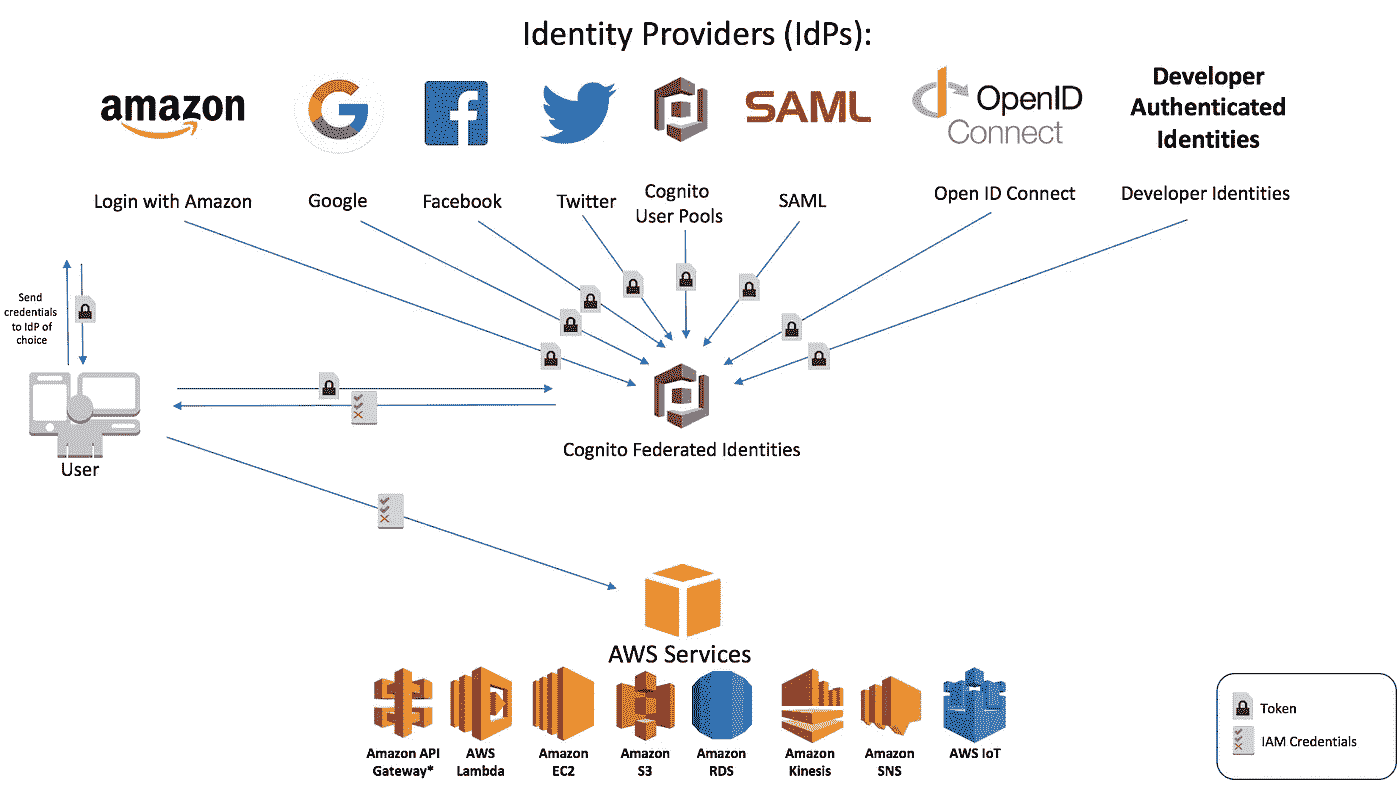 Identity Providers (IdPs):
amazon
G
f
SAML
OpenID
Connect
Developer
Authenticated
Identities
Login with Amazon
Google
Facebook
Twitter
Cognito
User Pools
SAML
Open ID Connect
Developer Identities
Send
credentials
to IdP of
choice
User
Cognito Federated Identities
AWS Services
Amazon API
Gateway*
AWS
Lambda
Amazon
EC2
Amazon
S3
Amazon
RDS
Amazon
Kinesis
Amazon
SNS
AWS IoT
Token
IAM Credentials